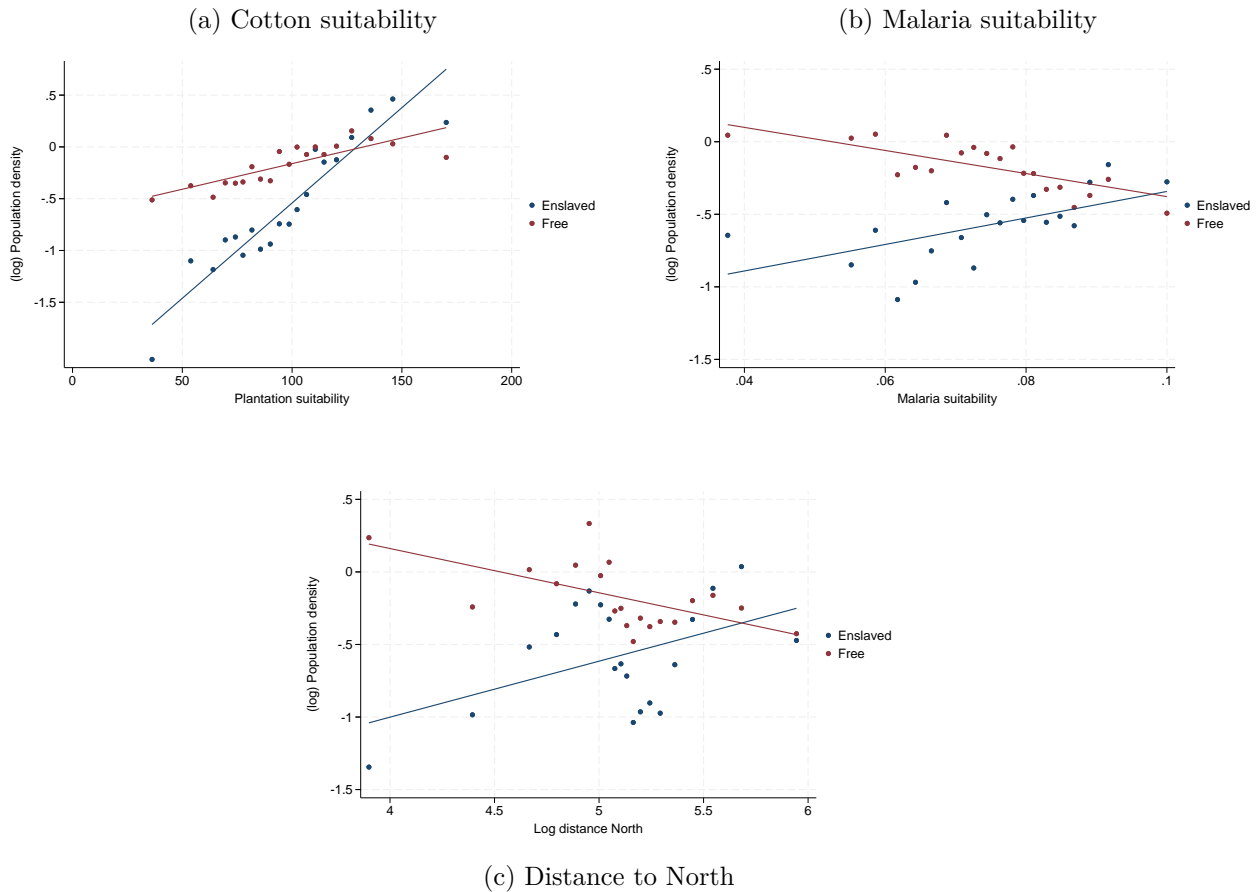 (a) Cotton suitability
(log) Population density
.5
0
-.5
-1
-1.5
0
50
100
150
200
Plantation suitability
Enslaved
Free
(b) Malaria suitability
(log) Population density
.5
0
-.5
-1
-1.5
.04
.06
.08
.1
Malaria suitability
Enslaved
Free
(log) Population density
.5
0
-.5
-1
-1.5
4
4.5
5
5.5
6
Log distance North
Enslaved
Free
(c) Distance to North